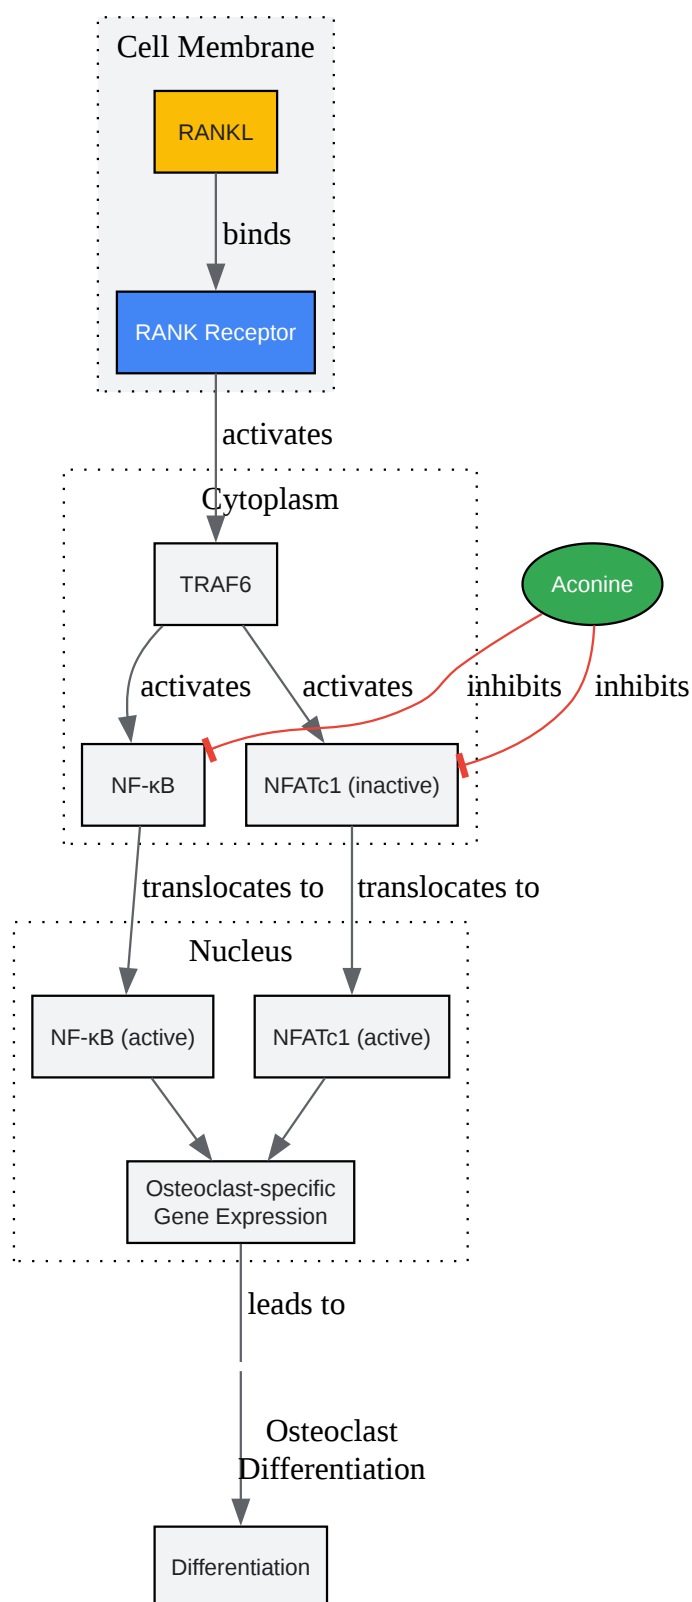 Cell Membrane
RANKL
binds
RANK Receptor
activates
Cytoplasm
TRAF6
Aconine
activates
activates
inhibits
inhibits
NF-κB
NFATc1 (inactive)
translocates to
translocates to
Nucleus
NF-κB (active)
NFATc1 (active)
Osteoclast-specific
Gene Expression
leads to
Osteoclast
Differentiation
Differentiation